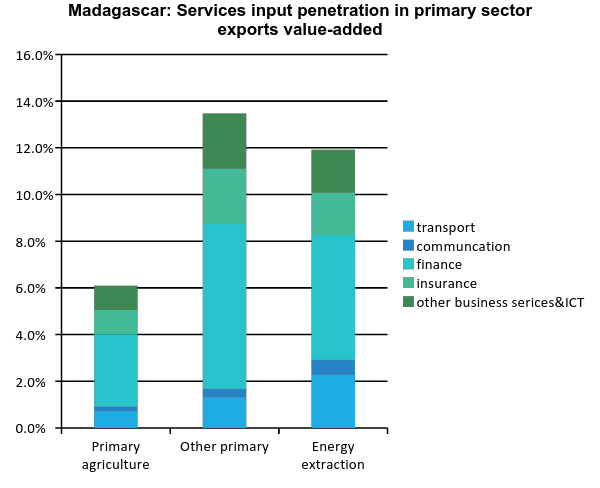 Madagascar: Services input penetration in primary sector
exports value-added
16.0%
14.0%
12.0%
10.0%
8.0%
6.0%
4.0%
2.0%
0.0%
Primary
agriculture
Other primary
Energy
extraction
transport
communcation
finance
insurance
other business serices&ICT